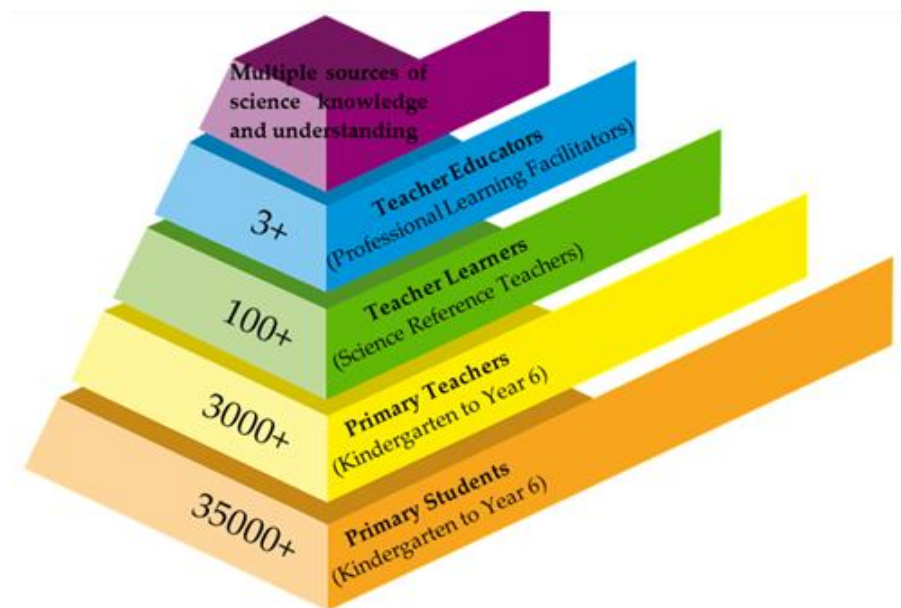 Multiple sources of
science knowledge
and understanding
3+
Teacher Educators
(Professional Learning Facilitators)
100+
Teacher Learners
(Science Reference Teachers)
3000+
Primary Teachers
(Kindergarten to Year 6)
35000+
Primary Students
(Kindergarten to Year 6)